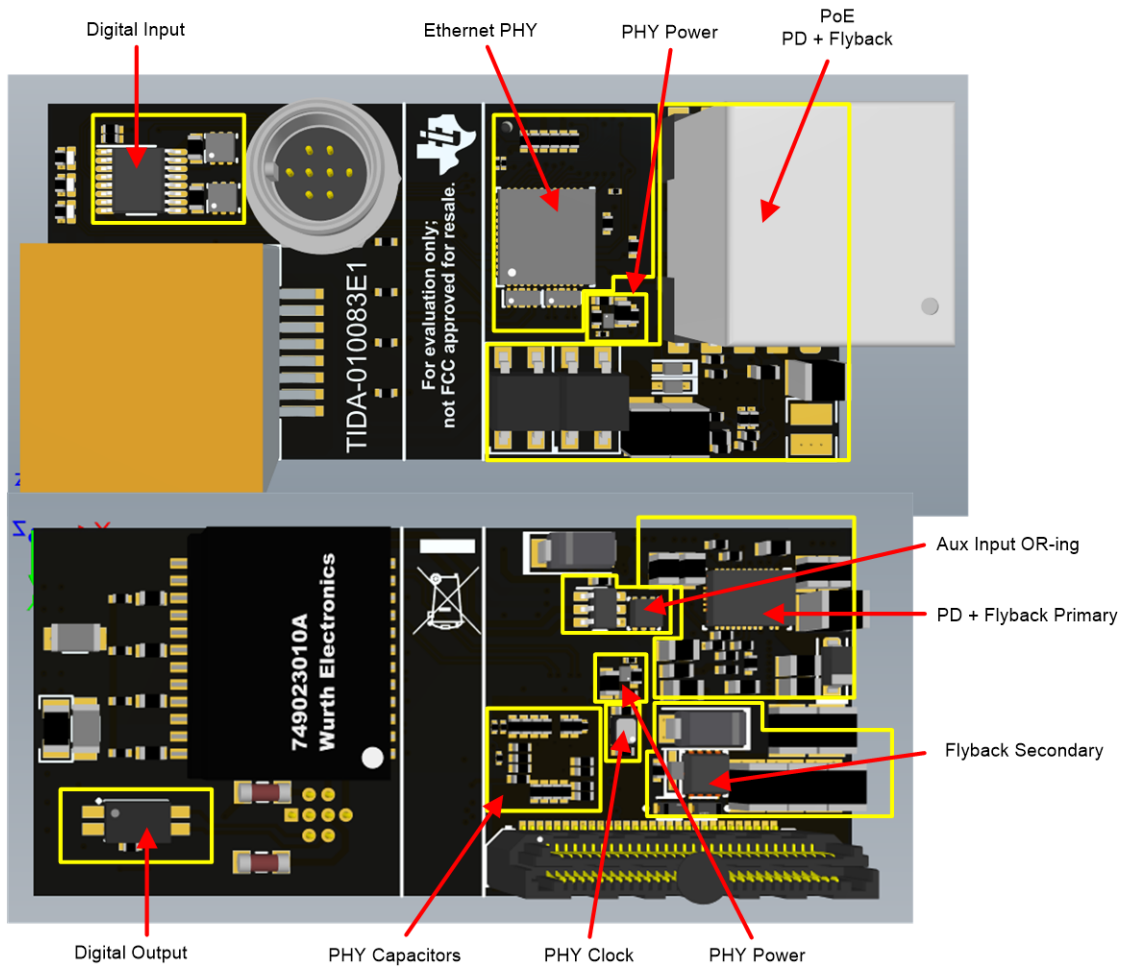 Digital Input
Ethernet PHY
PHY Power
PoE
PD + Flyback
TIDA-010083E1
For evaluation only;
not FCC approved for resale.
Aux Input OR-ing
PD + Flyback Primary
749023010A
Wurth Electronics
Flyback Secondary
Digital Output
PHY Capacitors
PHY Clock
PHY Power